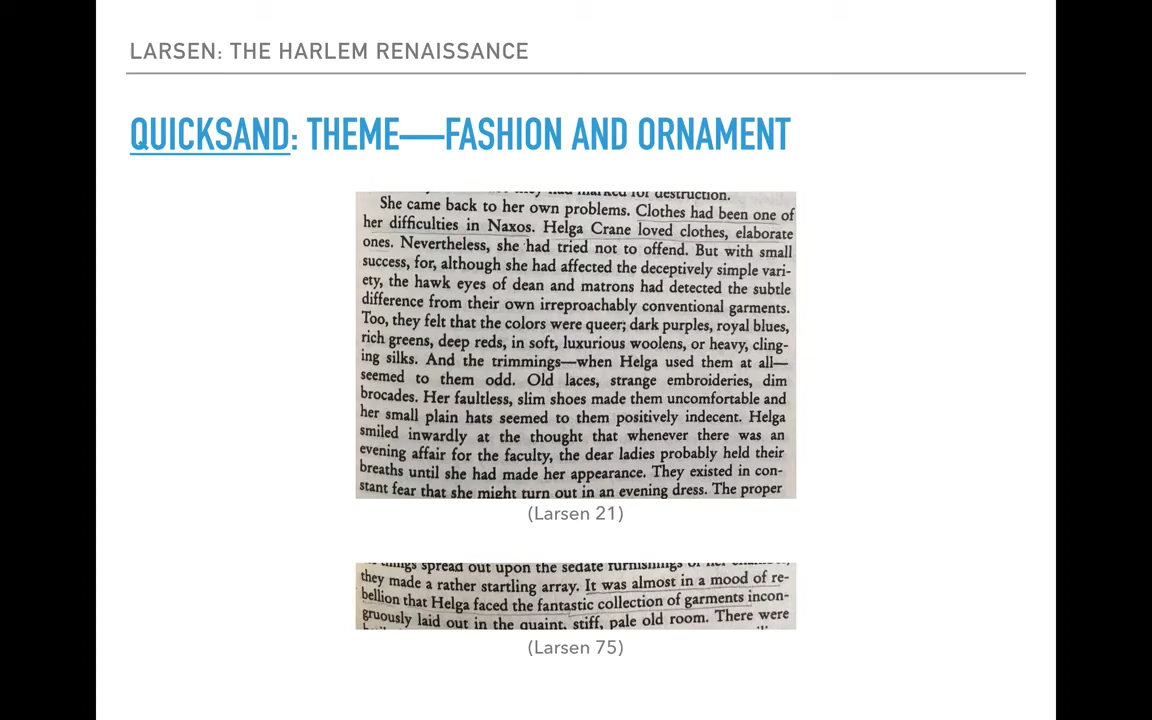 LARSEN: THE HARLEM RENAISSANCE
QUICKSAND: THEME—FASHION AND ORNAMENT
had marked for destruction.
She came back to her own problems. Clothes had been one of
her difficulties in Naxos. Helga Crane loved clothes, elaborate
ones. Nevertheless, she had tried not to offend. But with small
success, for, although she had affected the deceptively simple vari-
ety, the hawk eyes of dean and matrons had detected the subtle
difference from their own irreproachably conventional garments.
Too, they felt that the colors were queer; dark purples, royal blues,
rich greens, deep reds, in soft, luxurious woolens, or heavy, cling-
ing silks. And the trimmings—when Helga used them at all—
seemed to them odd. Old laces, strange embroideries, dim
brocades. Her faultless, slim shoes made them uncomfortable and
her small plain hats seemed to them positively indecent. Helga
smiled inwardly at the thought that whenever there was an
evening affair for the faculty, the dear ladies probably held their
breaths until she had made her appearance. They existed in con-
stant fear that she might turn out in an evening dress. The proper
(Larsen 21)
things spread out upon the sedate furnishings of her
they made a rather startling array. It was almost in a mood of re-
bellion that Helga faced the fantastic collection of garments incon-
gruously laid out in the quaint, stiff, pale old room. There were
(Larsen 75)